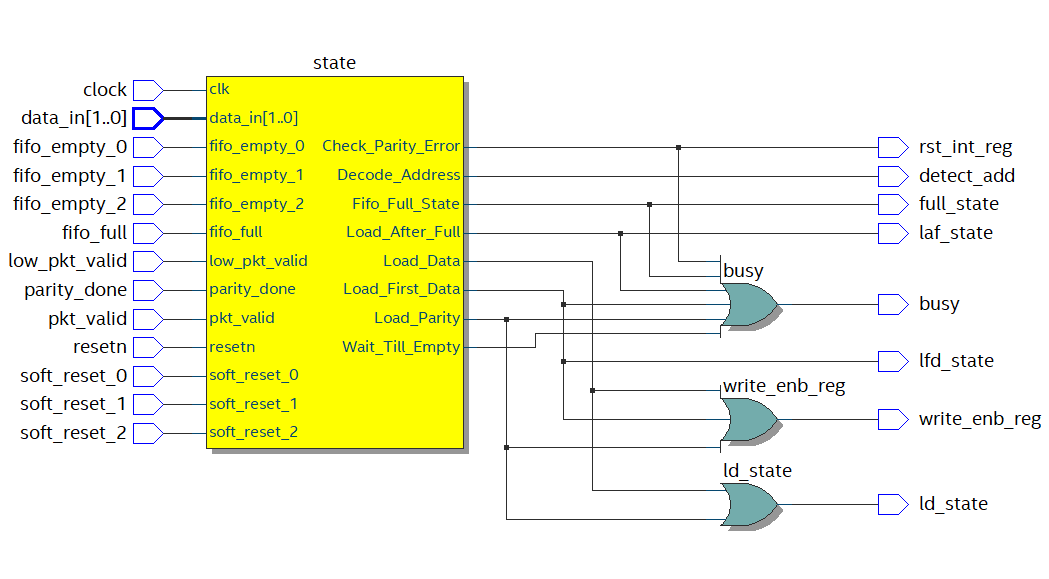 state
clock
clk
data_in[1..0]
data_in[1..0]
fifo_empty_0
fifo_empty_0
Check_Parity_Error
rst_int_reg
fifo_empty_1
fifo_empty_1
Decode_Address
detect_add
fifo_empty_2
fifo_empty_2
Fifo_Full_State
full_state
fifo_full
fifo_full
Load_After_Full
laf_state
low_pkt_valid
low_pkt_valid
Load_Data
busy
parity_done
parity_done
Load_First_Data
busy
pkt_valid
pkt_valid
Load_Parity
resetn
resetn
Wait_Till_Empty
lfd_state
soft_reset_0
soft_reset_0
write_enb_reg
soft_reset_1
soft_reset_1
write_enb_reg
soft_reset_2
soft_reset_2
ld_state
ld_state